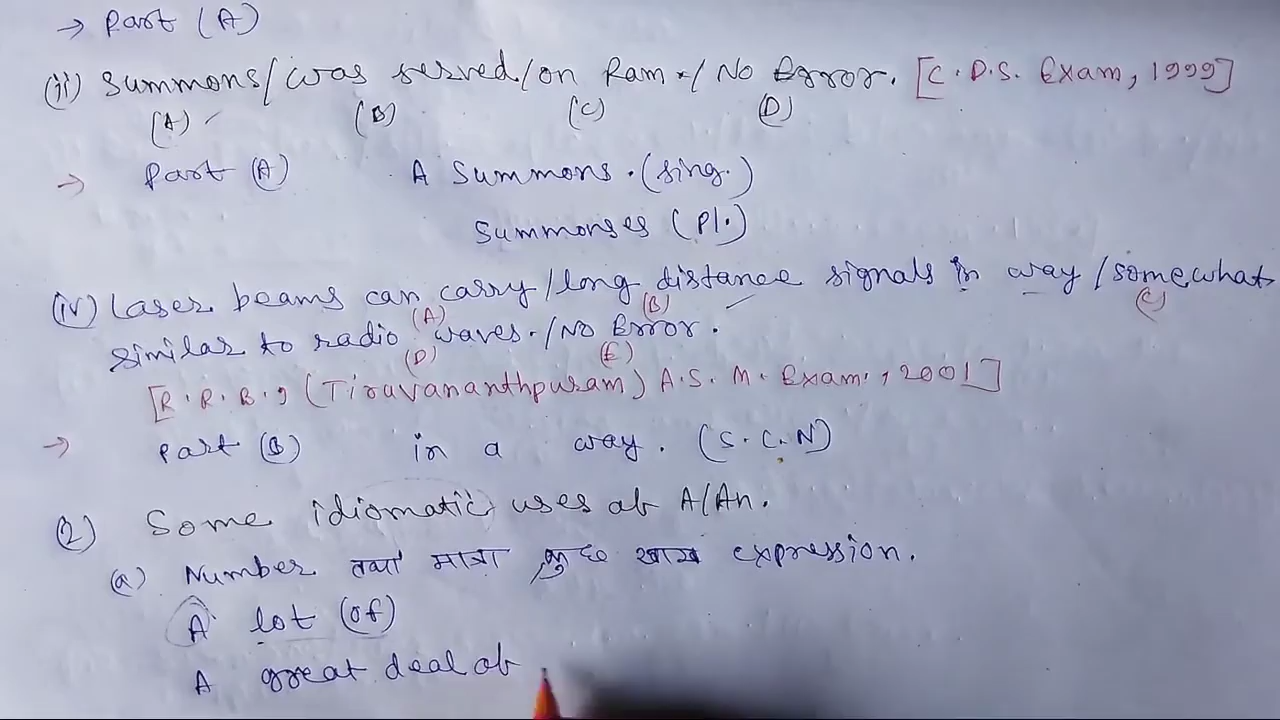 → Part (A)
(ii) Summons/was served/on Ram./No Error. [C.D.S. Exam, 1999]
(A) (B) (C) (D)
→ Part (A) A Summons. (sing.)
Summonses (Pl.)
(iv) Laser beams can carry/long distance signals in way/somewhat
(A) (B) (C)
similar to radio waves./No Error.
(D) (E)
[R.R.B., (Tiruvananthpuram) A.S.M. Exam., 2001]
→ Part (B) in a way. (S.C.N)
(2) Some idiomatic uses of A/An.
(a) Number तथा मात्रा कुछ खास expression.
A lot (of)
A great deal of